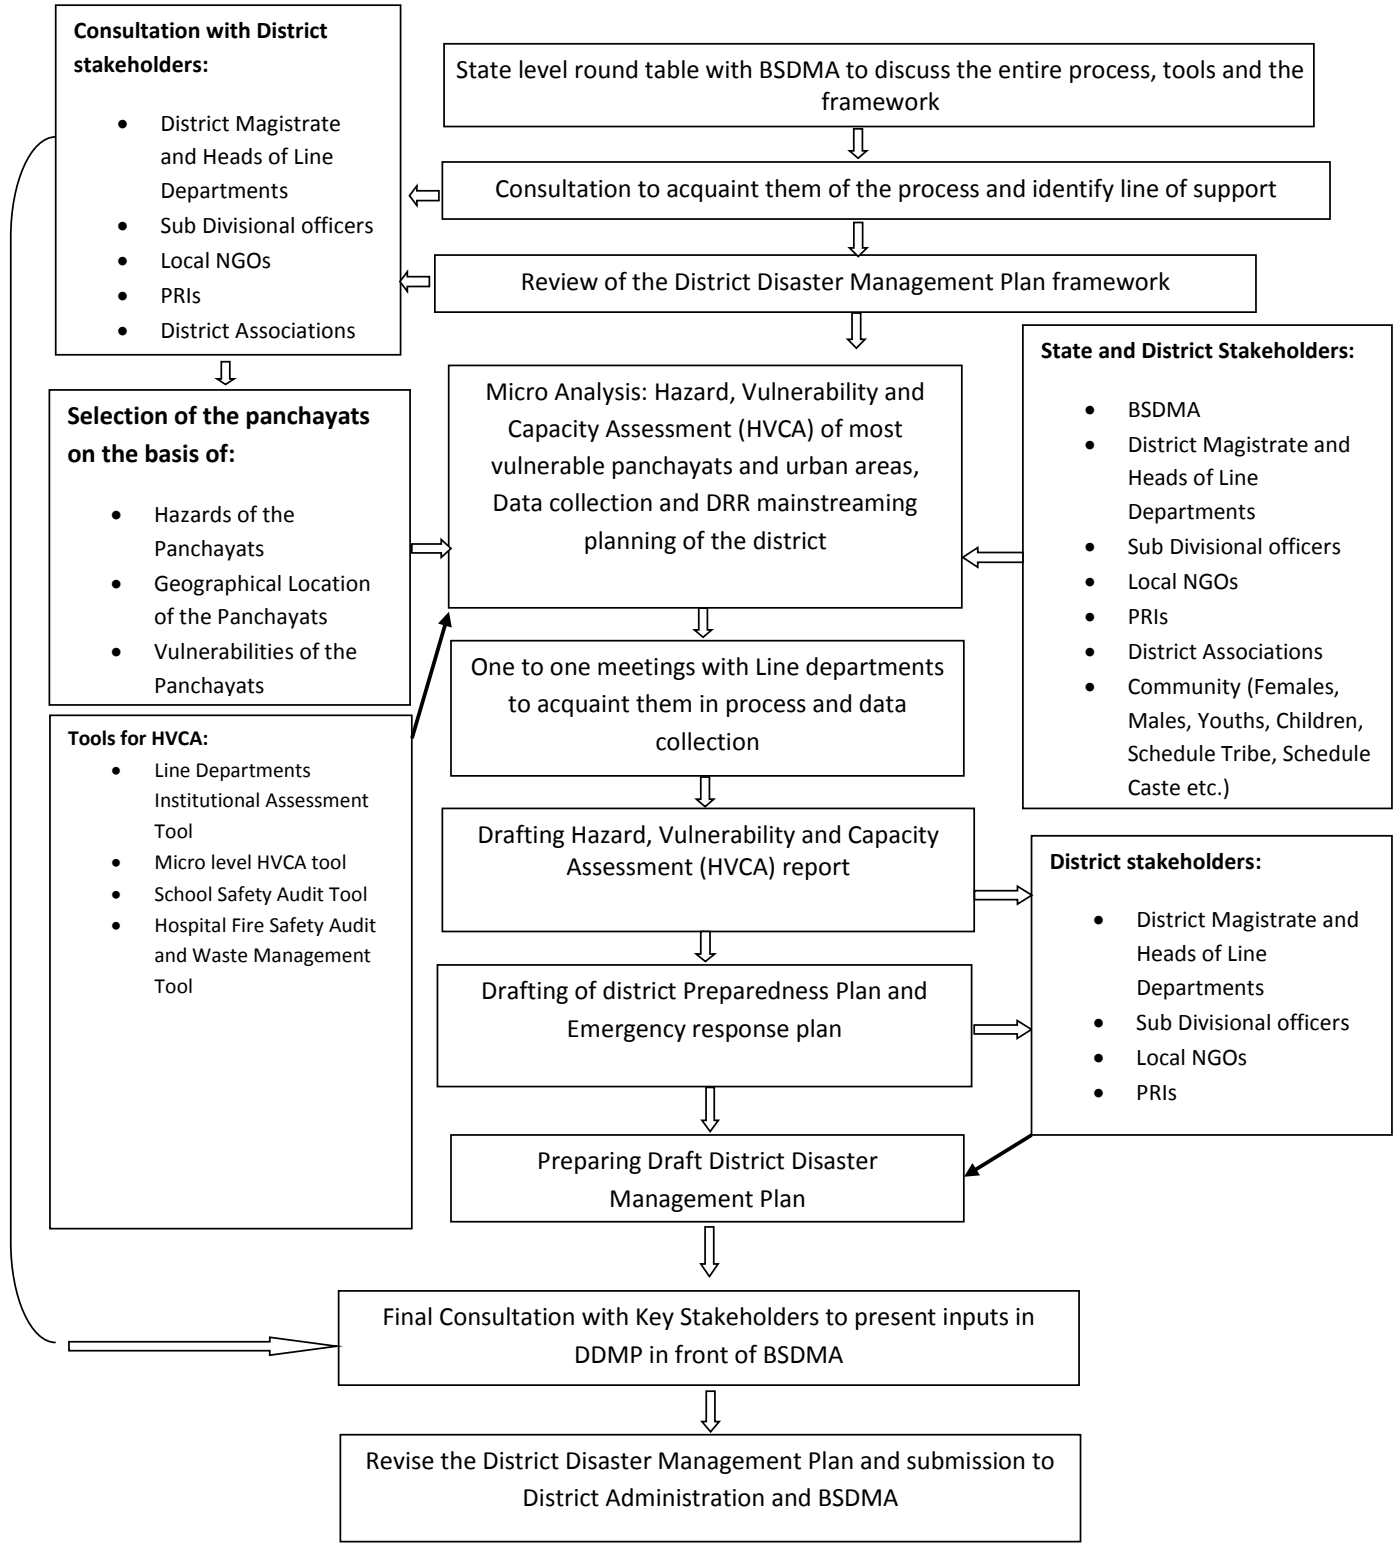 Consultation with District
stakeholders:
• District Magistrate
and Heads of Line
Departments
• Sub Divisional officers
• Local NGOs
• PRIs
• District Associations
State level round table with BSDMA to discuss the entire process, tools and the
framework
Consultation to acquaint them of the process and identify line of support
Review of the District Disaster Management Plan framework
Selection of the panchayats
on the basis of:
• Hazards of the
Panchayats
• Geographical Location
of the Panchayats
• Vulnerabilities of the
Panchayats
Micro Analysis: Hazard, Vulnerability and
Capacity Assessment (HVCA) of most
vulnerable panchayats and urban areas,
Data collection and DRR mainstreaming
planning of the district
State and District Stakeholders:
• BSDMA
• District Magistrate and
Heads of Line
Departments
• Sub Divisional officers
• Local NGOs
• PRIs
• District Associations
• Community (Females,
Males, Youths, Children,
Schedule Tribe, Schedule
Caste etc.)
Tools for HVCA:
• Line Departments
Institutional Assessment
Tool
• Micro level HVCA tool
• School Safety Audit Tool
• Hospital Fire Safety Audit
and Waste Management
Tool
One to one meetings with Line departments
to acquaint them in process and data
collection
Drafting Hazard, Vulnerability and Capacity
Assessment (HVCA) report
District stakeholders:
• District Magistrate and
Heads of Line
Departments
• Sub Divisional officers
• Local NGOs
• PRIs
Drafting of district Preparedness Plan and
Emergency response plan
Preparing Draft District Disaster
Management Plan
Final Consultation with Key Stakeholders to present inputs in
DDMP in front of BSDMA
Revise the District Disaster Management Plan and submission to
District Administration and BSDMA